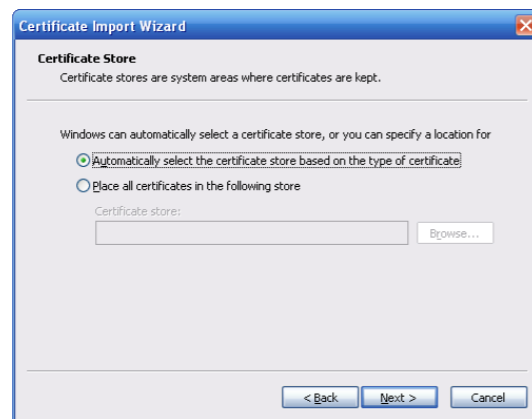 Certificate Import Wizard
Certificate Store
Certificate stores are system areas where certificates are kept.
Windows can automatically select a certificate store, or you can specify a location for
Automatically select the certificate store based on the type of certificate
Place all certificates in the following store
Certificate store:
Browse...
< Back
Next >
Cancel